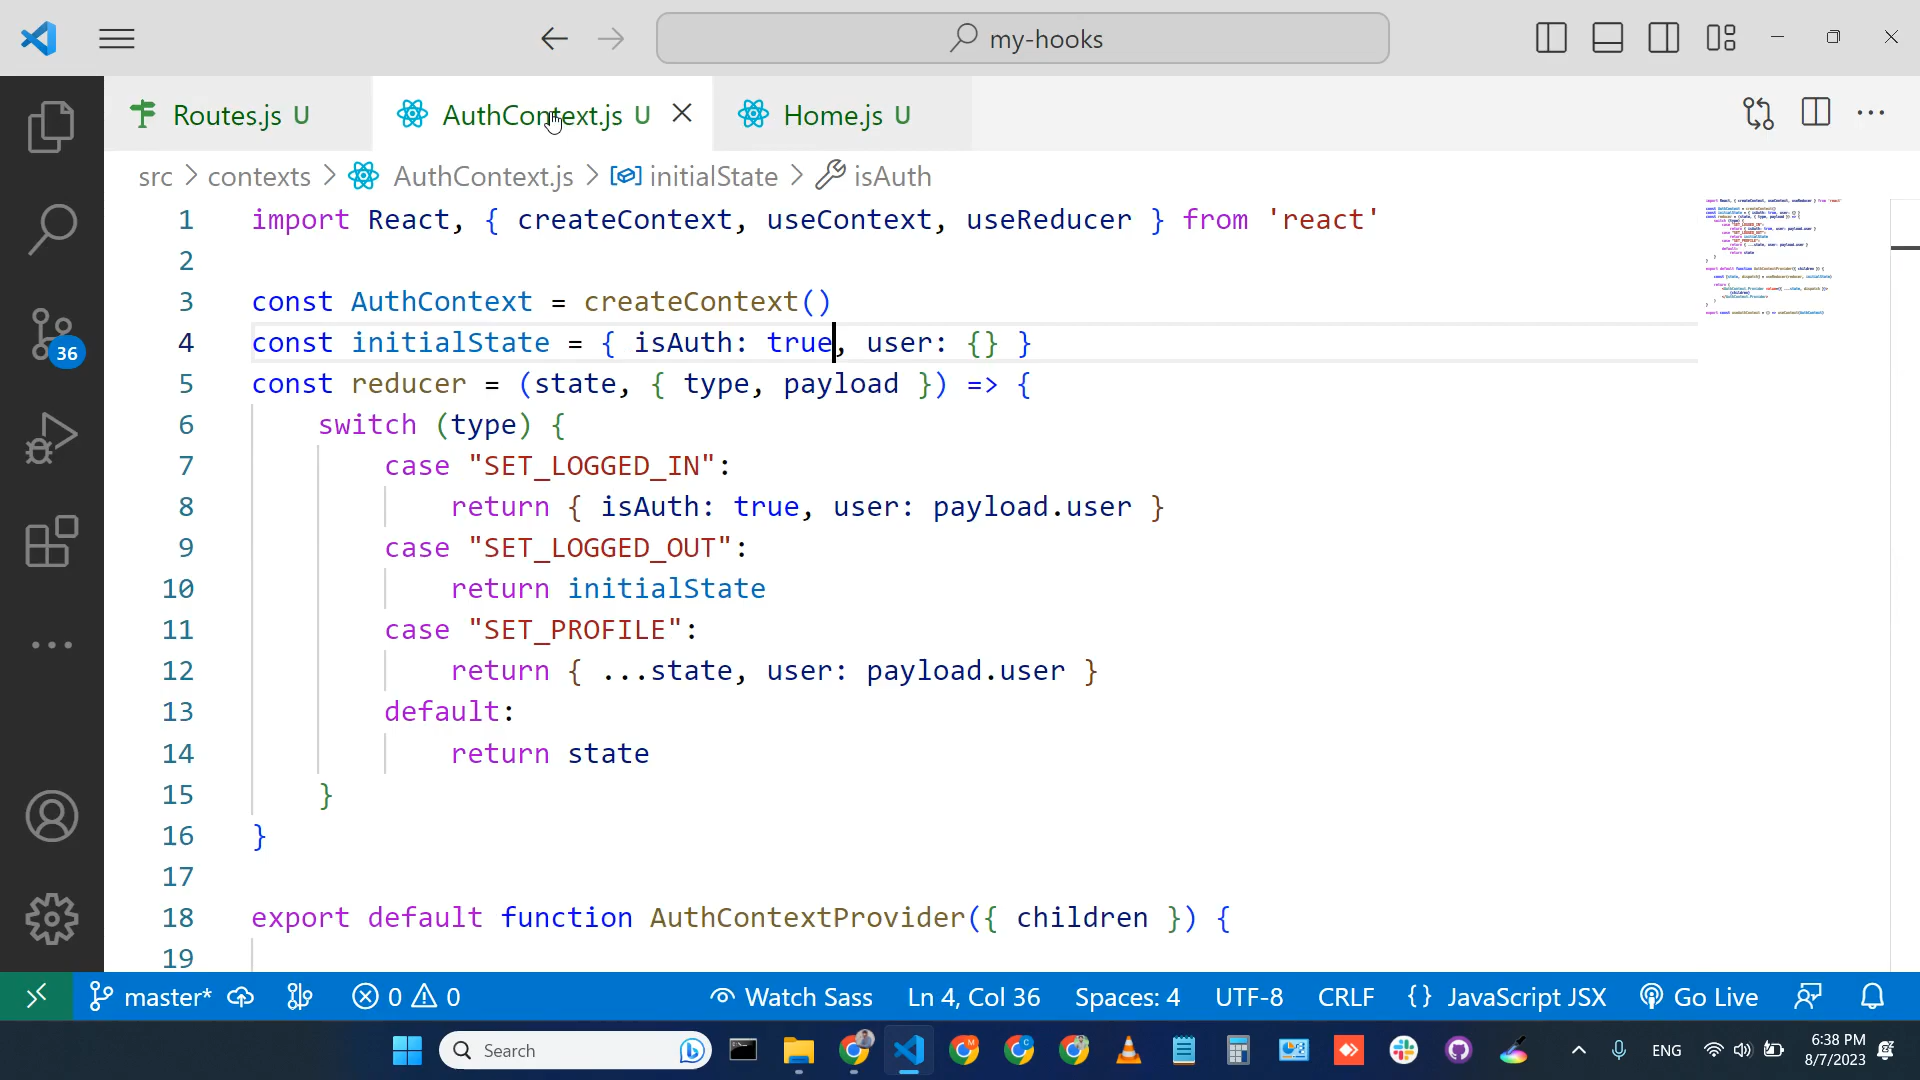 my-hooks
Routes.js U
AuthContext.js U
Home.js U
src > contexts > AuthContext.js > initialState > isAuth
1 import React, { createContext, useContext, useReducer } from 'react'
2
3 const AuthContext = createContext()
4 const initialState = { isAuth: true, user: {} }
5 const reducer = (state, { type, payload }) => {
6 switch (type) {
7 case "SET_LOGGED_IN":
8 return { isAuth: true, user: payload.user }
9 case "SET_LOGGED_OUT":
10 return initialState
11 case "SET_PROFILE":
12 return { ...state, user: payload.user }
13 default:
14 return state
15 }
16 }
17
18 export default function AuthContextProvider({ children }) {
19
36
master* 0 0 Watch Sass Ln 4, Col 36 Spaces: 4 UTF-8 CRLF {} JavaScript JSX Go Live
Search
ENG
6:38 PM
8/7/2023